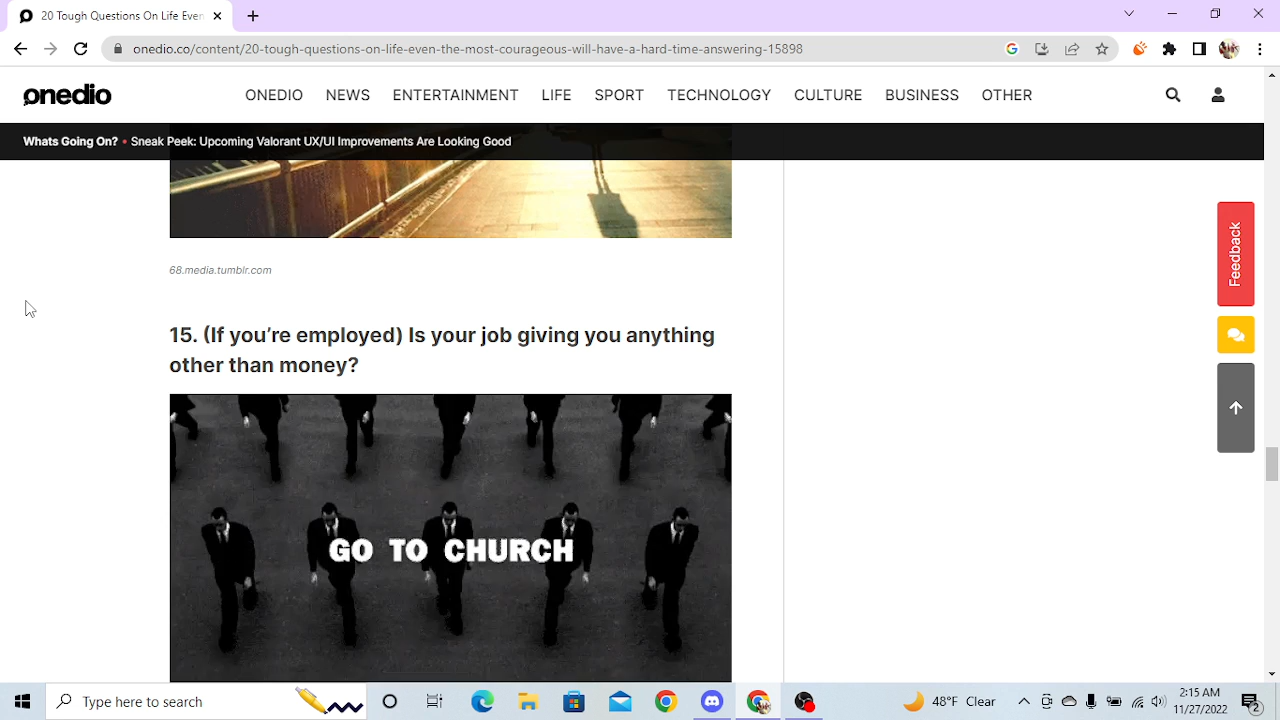 20 Tough Questions On Life Even
onedio.co/content/20-tough-questions-on-life-even-the-most-courageous-will-have-a-hard-time-answering-15898
onedio
ONEDIO NEWS ENTERTAINMENT LIFE SPORT TECHNOLOGY CULTURE BUSINESS OTHER
Whats Going On? • Sneak Peek: Upcoming Valorant UX/UI Improvements Are Looking Good
Feedback
68.media.tumblr.com
15. (If you’re employed) Is your job giving you anything
other than money?
GO TO CHURCH
Type here to search
48°F Clear
2:15 AM
11/27/2022
2